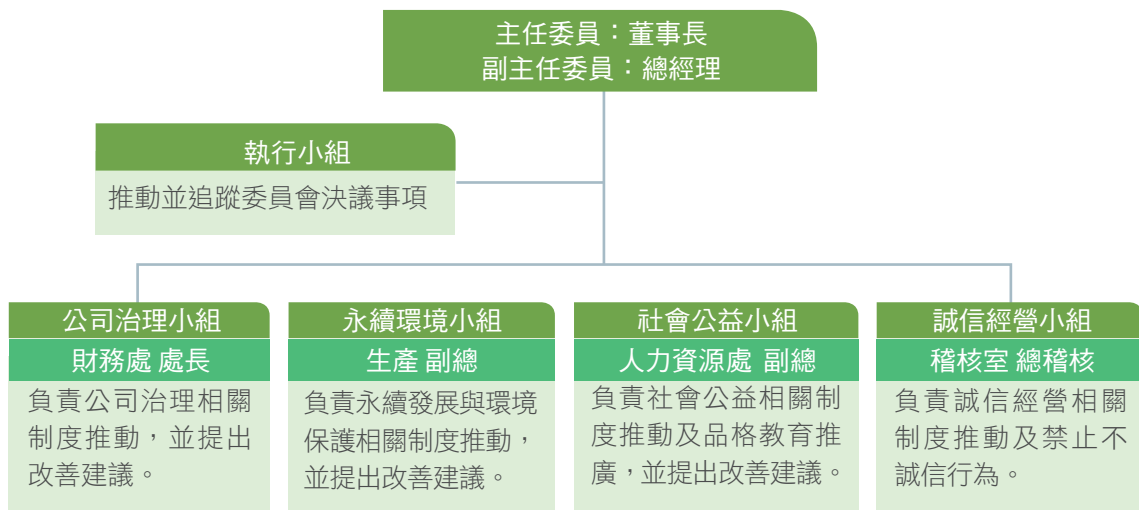 主任委員：董事長
副主任委員：總經理
執行小組
推動並追蹤委員會決議事項
公司治理小組
財務處 處長
負責公司治理相關
制度推動，並提出
改善建議。
永續環境小組
生產 副總
負責永續發展與環境
保護相關制度推動，
並提出改善建議。
社會公益小組
人力資源處 副總
負責社會公益相關制
度推動及品格教育推
廣，並提出改善建議。
誠信經營小組
稽核室 總稽核
負責誠信經營相關
制度推動及禁止不
誠信行為。